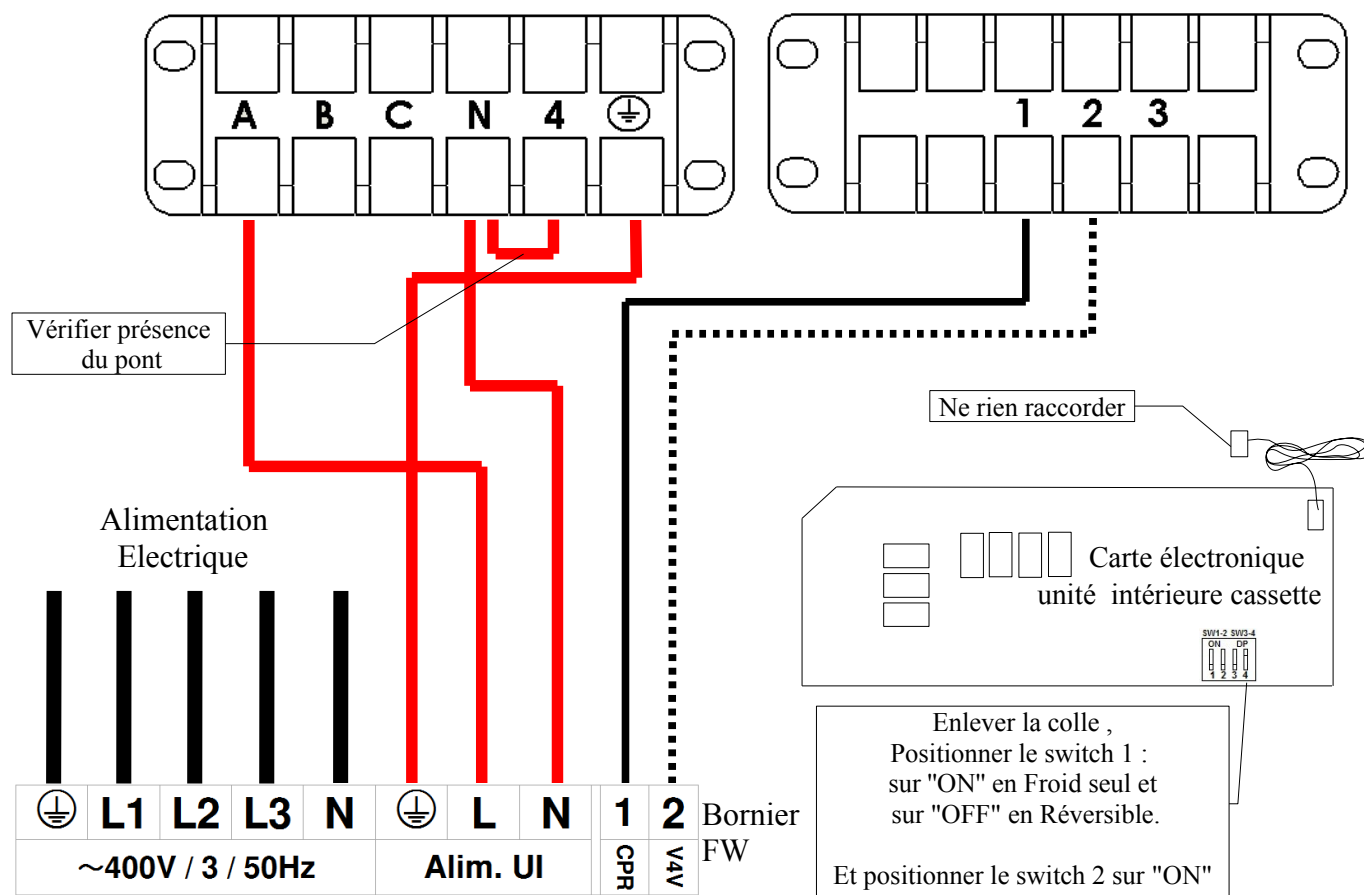 A B C N 4
1 2 3
Vérifier présence
du pont
Ne rien raccorder
Alimentation
Electrique
Carte électronique
unité intérieure cassette
SW1-2 SW3-4
ON DP
1 2 3 4
Enlever la colle ,
Positionner le switch 1 :
sur "ON" en Froid seul et
sur "OFF" en Réversible.
Et positionner le switch 2 sur "ON"
L1 L2 L3 N L N 1 2
Bornier
FW
~400V / 3 / 50Hz
Alim. UI
CPR
V4V